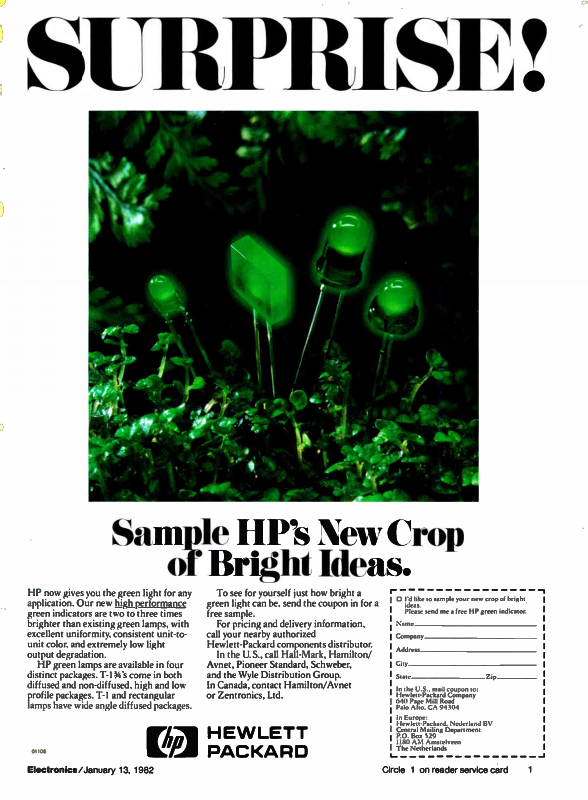 SURPRISE!
Sample HP's New Crop
of Bright Ideas.
HP now gives you the green light for any
application. Our new high performance
green indicators are two to three times
brighter than existing green lamps, with
excellent uniformity, consistent unit-to-
unit color, and extremely low light
output degradation.
HP green lamps are available in four
distinct packages. T-1¾'s come in both
diffused and non-diffused, high and low
profile packages. T-1 and rectangular
lamps have wide angle diffused packages.
To see for yourself just how bright a
green light can be, send the coupon in for a
free sample.
For pricing and delivery information,
call your nearby authorized
Hewlett-Packard components distributor.
In the U.S., call Hall-Mark, Hamilton/
Avnet, Pioneer Standard, Schweber,
and the Wyle Distribution Group.
In Canada, contact Hamilton/Avnet
or Zentronics, Ltd.
I'd like to sample your new crop of bright
ideas.
Please send me a free HP green indicator.
Name
Company
Address
City
State Zip
In the U.S., mail coupon to:
Hewlett-Packard Company
640 Page Mill Road
Palo Alto, CA 94304
In Europe:
Hewlett-Packard, Nederland BV
Central Mailing Department
P.O. Box 529
1180 AM Amstelveen
The Netherlands
hp HEWLETT
PACKARD
01108
Electronics/January 13, 1982
Circle 1 on reader service card 1